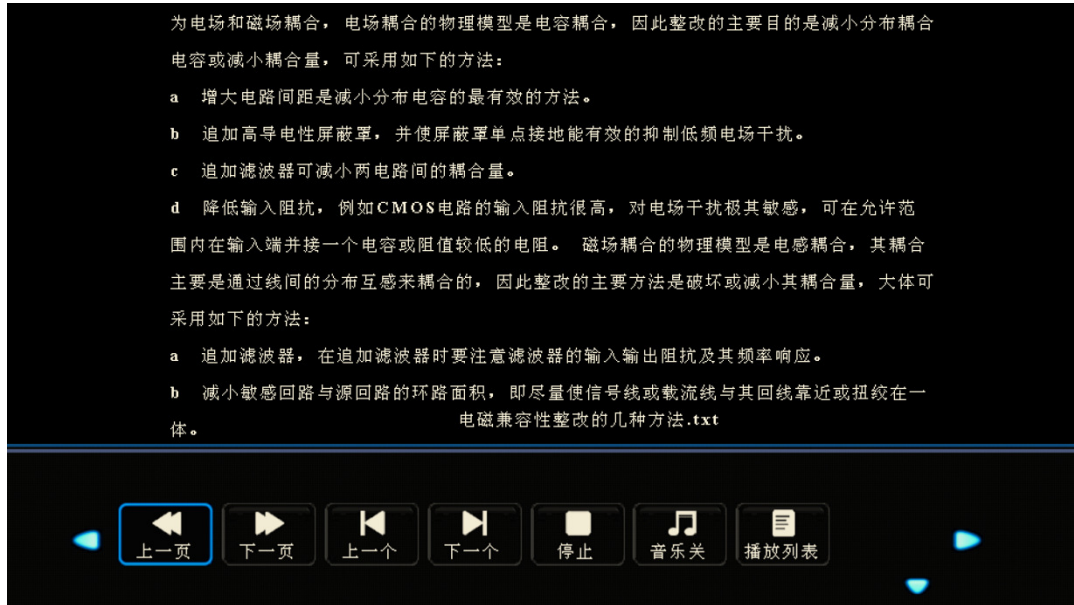 为电场和磁场耦合，电场耦合的物理模型是电容耦合，因此整改的主要目的是减小分布耦合
电容或减小耦合量，可采用如下的方法：
a 增大电路间距是减小分布电容的最有效的方法。
b 追加高导电性屏蔽罩，并使屏蔽罩单点接地能有效的抑制低频电场干扰。
c 追加滤波器可减小两电路间的耦合量。
d 降低输入阻抗，例如CMOS电路的输入阻抗很高，对电场干扰极其敏感，可在允许范
围内在输入端并接一个电容或阻值较低的电阻。 磁场耦合的物理模型是电感耦合，其耦合
主要是通过线间的分布互感来耦合的，因此整改的主要方法是破坏或减小其耦合量，大体可
采用如下的方法：
a 追加滤波器，在追加滤波器时要注意滤波器的输入输出阻抗及其频率响应。
b 减小敏感回路与源回路的环路面积，即尽量使信号线或载流线与其回线靠近或扭绞在一
体。
电磁兼容性整改的几种方法.txt
上一页 下一页 上一个 下一个 停止 音乐关 播放列表